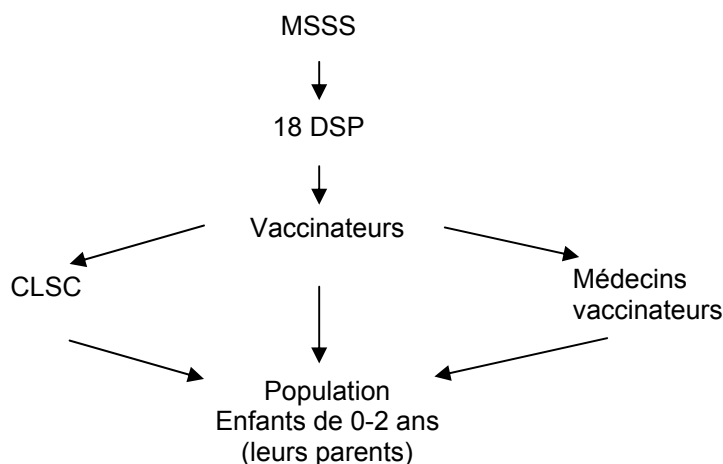 MSSS
18 DSP
Vaccinateurs
CLSC
Médecins
vaccinateurs
Population
Enfants de 0-2 ans
(leurs parents)